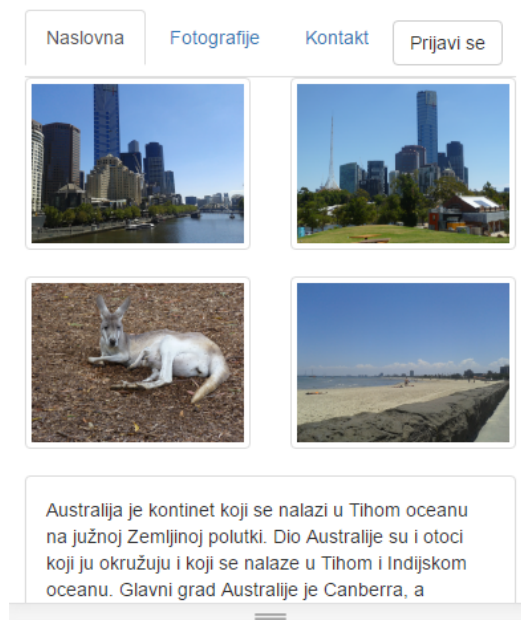 Naslovna Fotografije Kontakt Prijavi se
Australija je kontinet koji se nalazi u Tihom oceanu
na južnoj Zemljinoj polutki. Dio Australije su i otoci
koji ju okružuju i koji se nalaze u Tihom i Indijskom
oceanu. Glavni grad Australije je Canberra, a